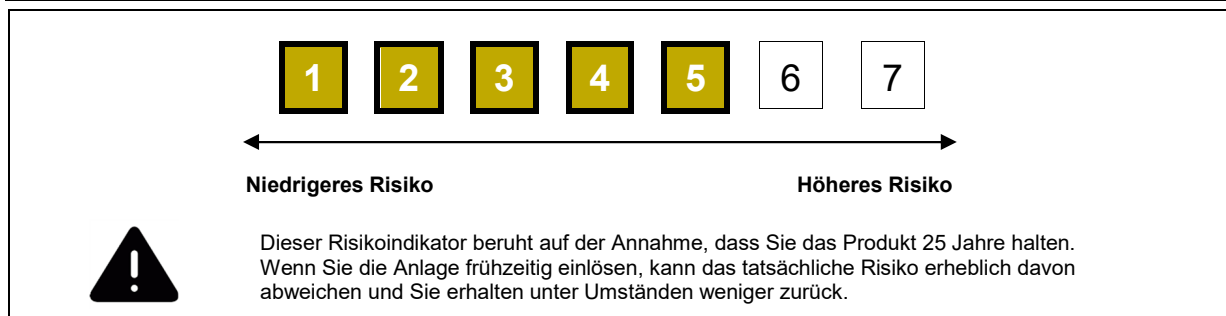 1 2 3 4 5 6 7
Niedrigeres Risiko Höheres Risiko
Dieser Risikoindikator beruht auf der Annahme, dass Sie das Produkt 25 Jahre halten.
Wenn Sie die Anlage frühzeitig einlösen, kann das tatsächliche Risiko erheblich davon
abweichen und Sie erhalten unter Umständen weniger zurück.